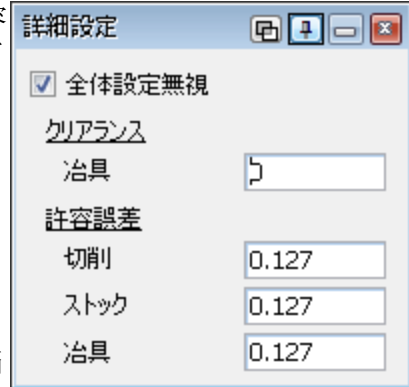 詳細設定
全体設定無視
クリアランス
冶具
許容誤差
切削 0.127
ストック 0.127
冶具 0.127